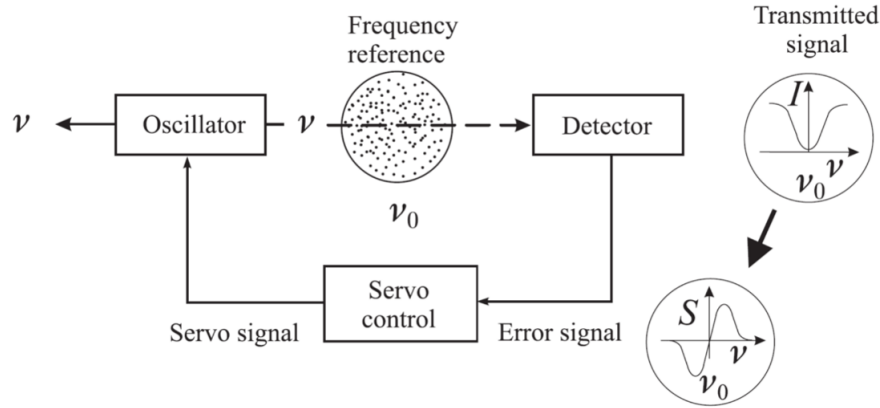 Frequency
reference
Transmitted
signal
ν
Oscillator
ν
Detector
I
ν
ν₀
ν₀
Servo
control
Servo signal
Error signal
S
ν
ν₀